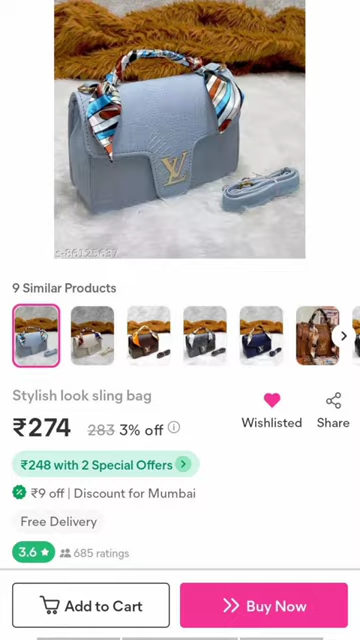 LV
9 Similar Products
Stylish look sling bag
₹274 283 3% off
Wishlisted
Share
₹248 with 2 Special Offers
₹9 off | Discount for Mumbai
Free Delivery
3.6 ★ 685 ratings
Add to Cart
Buy Now